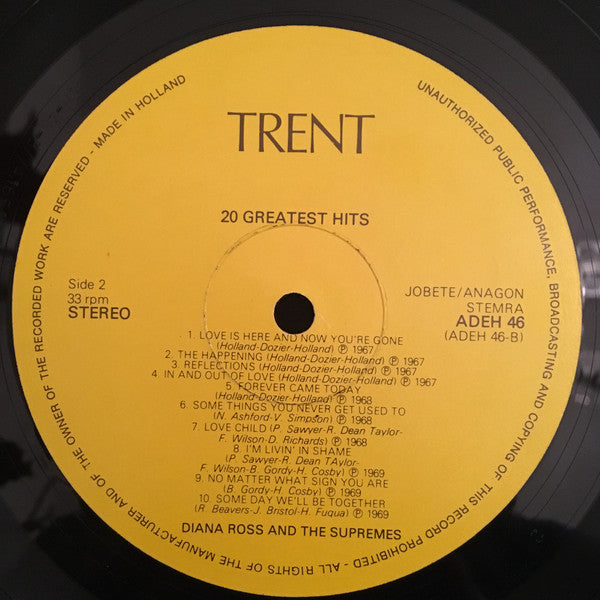 TRENT
20 GREATEST HITS
Side 2
33 rpm
STEREO
JOBETE/ANAGON
STEMRA
ADEH 46
(ADEH 46-B)
1. LOVE IS HERE AND NOW YOU'RE GONE
(Holland-Dozier-Holland) ℗ 1967
2. THE HAPPENING (Holland-Dozier-Holland) ℗ 1967
3. REFLECTIONS (Holland-Dozier-Holland) ℗ 1967
4. IN AND OUT OF LOVE (Holland-Dozier-Holland) ℗ 1967
5. FOREVER CAME TODAY
(Holland-Dozier-Holland) ℗ 1968
6. SOME THINGS YOU NEVER GET USED TO
(N. Ashford-V. Simpson) ℗ 1968
7. LOVE CHILD (P. Sawyer-R. Dean Taylor-
F. Wilson-D. Richards) ℗ 1968
8. I'M LIVIN' IN SHAME
(P. Sawyer-R. Dean TAylor-
F. Wilson-B. Gordy-H. Cosby) ℗ 1969
9. NO MATTER WHAT SIGN YOU ARE
(B. Gordy-H. Cosby) ℗ 1969
10. SOME DAY WE'LL BE TOGETHER
(R. Beavers-J. Bristol-H. Fuqua) ℗ 1969
DIANA ROSS AND THE SUPREMES
UNAUTHORIZED PUBLIC PERFORMANCE, BROADCASTING AND COPYING OF THIS RECORD PROHIBITED - ALL RIGHTS OF THE MANUFACTURER AND OF THE OWNER OF THE RECORDED WORK ARE RESERVED - MADE IN HOLLAND